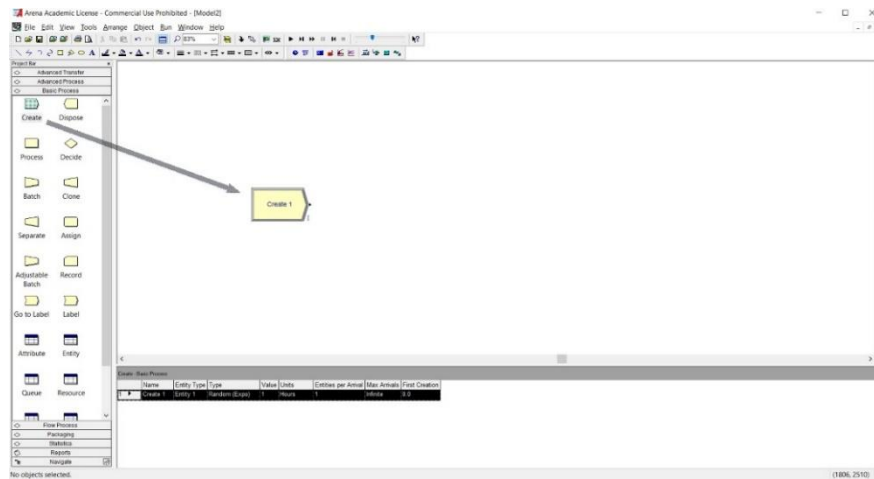 Arena Academic License - Commercial Use Prohibited - [Model2]
File Edit View Tools Arrange Object Run Window Help
83%
Project Bar
Advanced Transfer
Advanced Process
Basic Process
Create Dispose
Process Decide
Batch Clone
Separate Assign
Adjustable Batch Record
Go to Label Label
Attribute Entity
Queue Resource
Flow Process
Packaging
Statistics
Reports
Navigate
Create 1
Create - Basic Process
Name Entity Type Type Value Units Entities per Arrival Max Arrivals First Creation
1 Create 1 Entity 1 Random (Expo) 1 Hours 1 Infinite 0.0
No objects selected.
(1806, 2510)